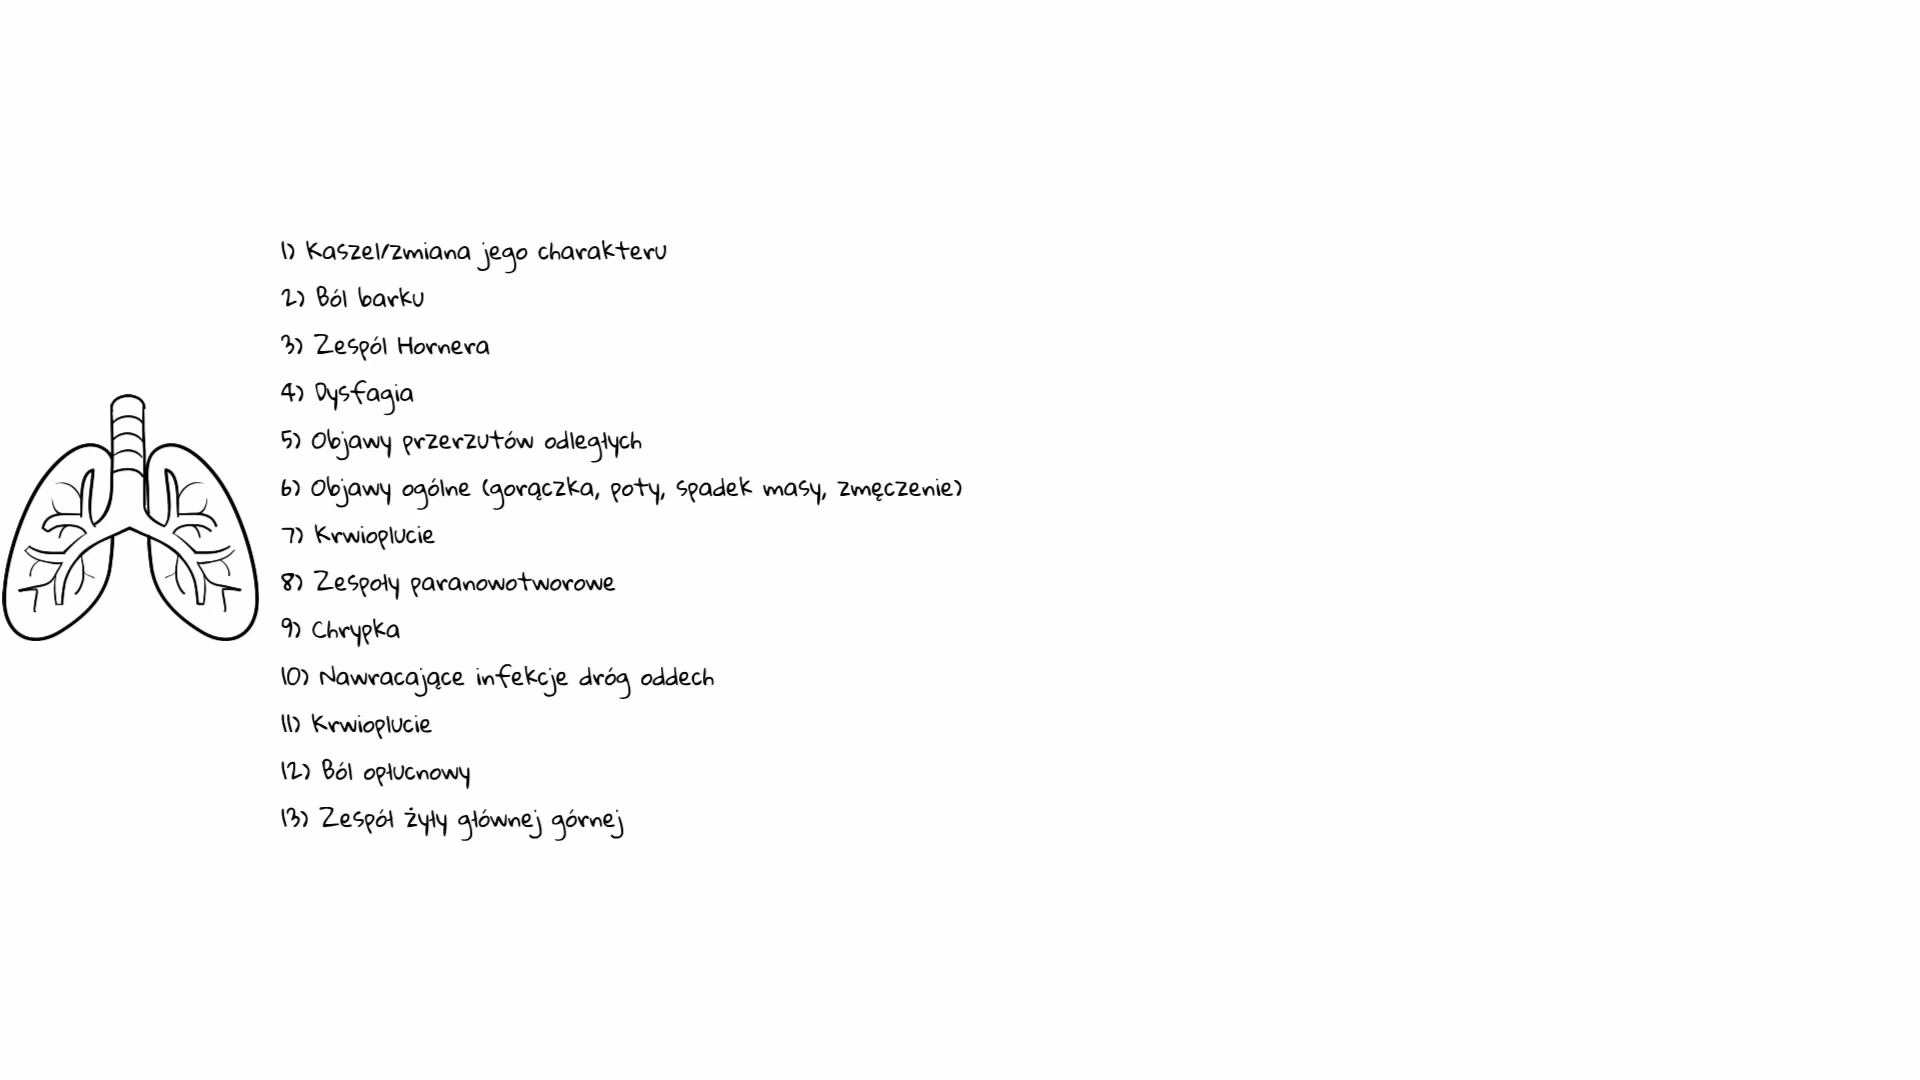 1) Kaszel/zmiana jego charakteru
2) Ból barku
3) Zespól Hornera
4) Dysfagia
5) Objawy przerzutów odległych
6) Objawy ogólne (gorączka, poty, spadek masy, zmęczenie)
7) Krwioplucie
8) Zespoły paranowotworowe
9) Chrypka
10) Nawracające infekcje dróg oddech
11) Krwioplucie
12) Ból opłucnowy
13) Zespół żyły głównej górnej